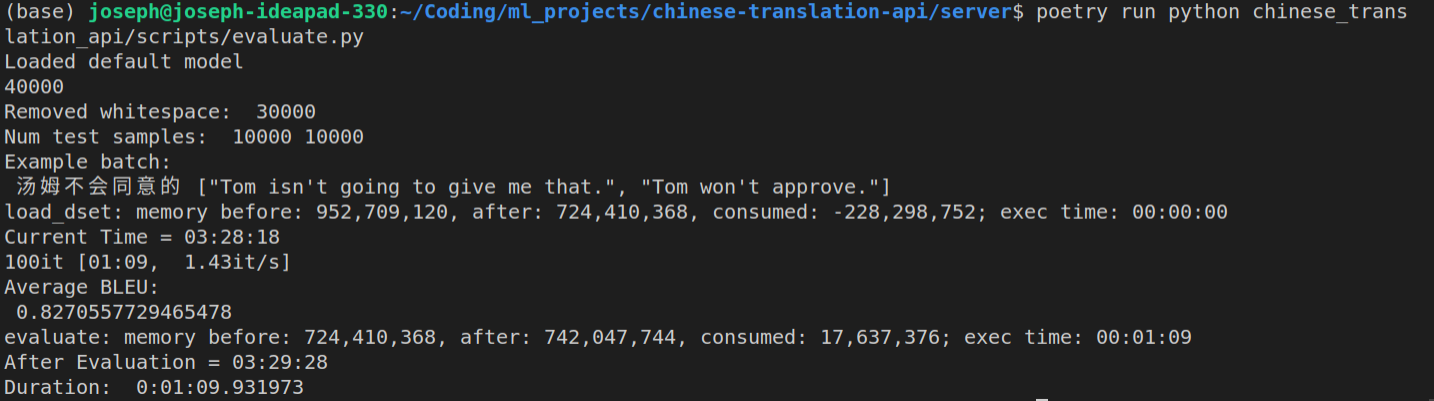 (base) joseph@joseph-ideapad-330:~/Coding/ml_projects/chinese-translation-api/server$ poetry run python chinese_trans
lation_api/scripts/evaluate.py
Loaded default model
40000
Removed whitespace:  30000
Num test samples:  10000 10000
Example batch:
 汤姆不会同意的 ["Tom isn't going to give me that.", "Tom won't approve."]
load_dset: memory before: 952,709,120, after: 724,410,368, consumed: -228,298,752; exec time: 00:00:00
Current Time = 03:28:18
100it [01:09,  1.43it/s]
Average BLEU:
 0.8270557729465478
evaluate: memory before: 724,410,368, after: 742,047,744, consumed: 17,637,376; exec time: 00:01:09
After Evaluation = 03:29:28
Duration:  0:01:09.931973